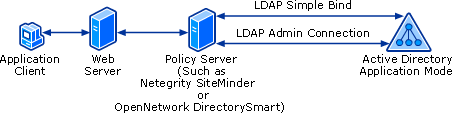 LDAP Simple Bind
LDAP Admin Connection
Application
Client
Web
Server
Policy Server
(Such as
Netegrity SiteMinder
or
OpenNetwork DirectorySmart)
Active Directory
Application Mode